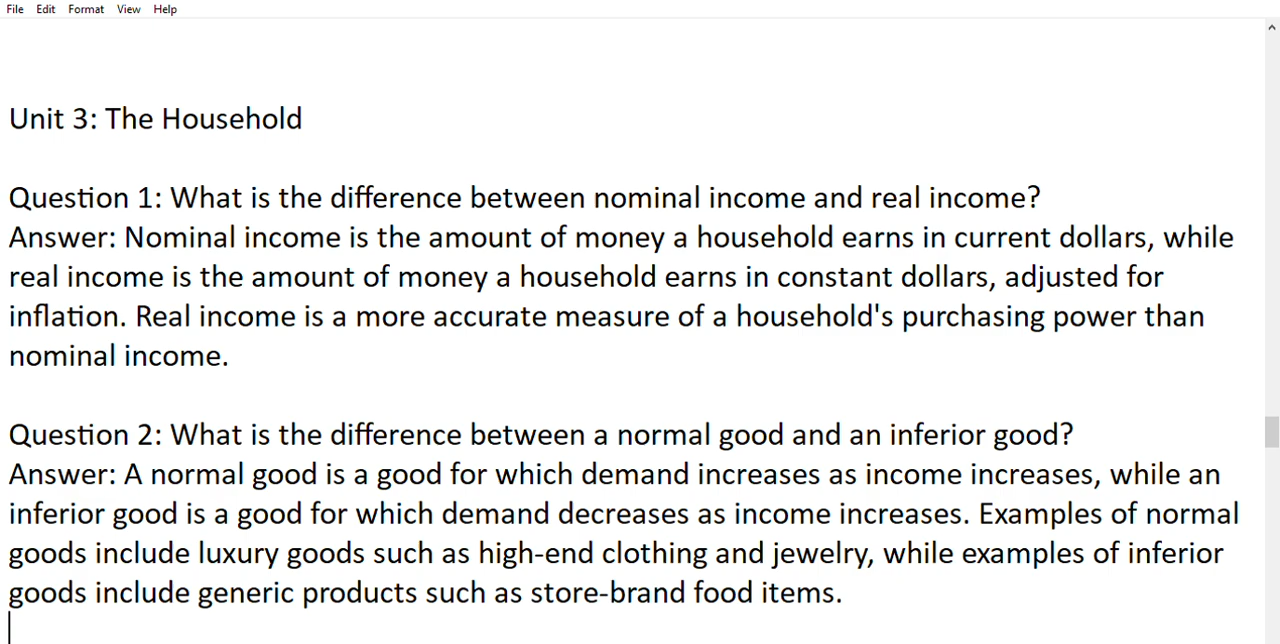 File Edit Format View Help
Unit 3: The Household
Question 1: What is the difference between nominal income and real income?
Answer: Nominal income is the amount of money a household earns in current dollars, while
real income is the amount of money a household earns in constant dollars, adjusted for
inflation. Real income is a more accurate measure of a household's purchasing power than
nominal income.
Question 2: What is the difference between a normal good and an inferior good?
Answer: A normal good is a good for which demand increases as income increases, while an
inferior good is a good for which demand decreases as income increases. Examples of normal
goods include luxury goods such as high-end clothing and jewelry, while examples of inferior
goods include generic products such as store-brand food items.